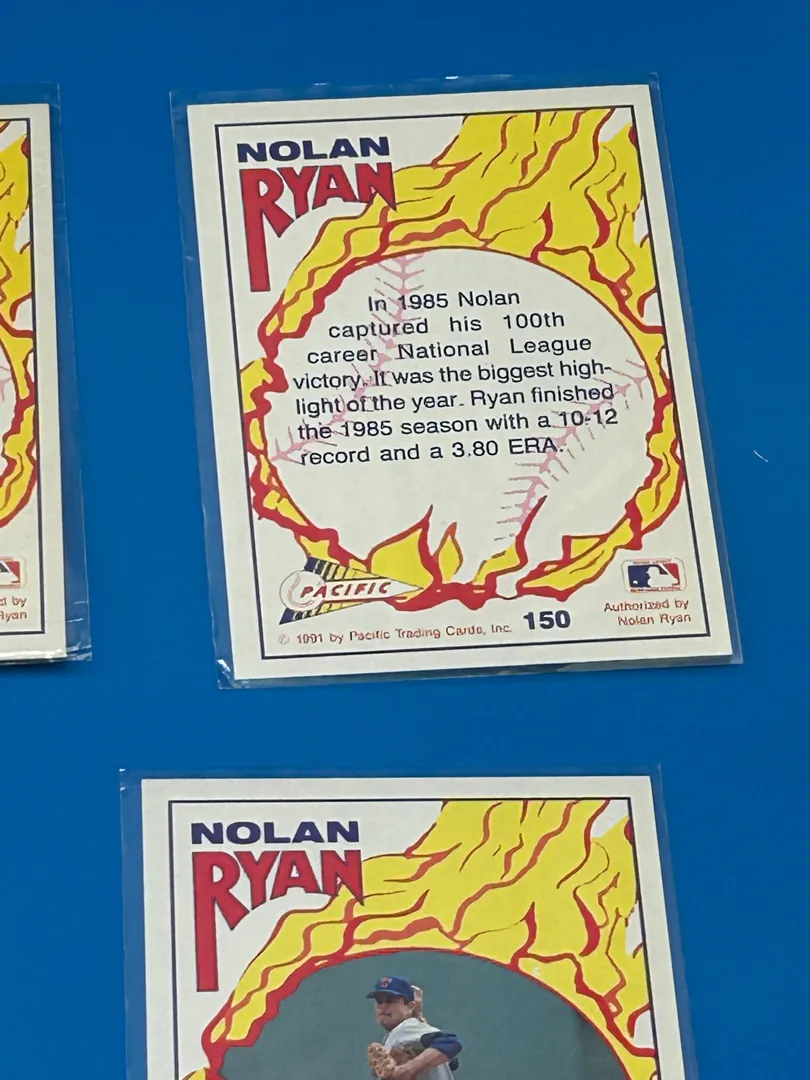 NOLAN
RYAN
In 1985 Nolan
captured his 100th
career National League
victory. It was the biggest high-
light of the year. Ryan finished
the 1985 season with a 10-12
record and a 3.80 ERA.
PACIFIC
© 1991 by Pacific Trading Cards, Inc.
150
Authorized by
Nolan Ryan
d by
Ryan
NOLAN
RYAN